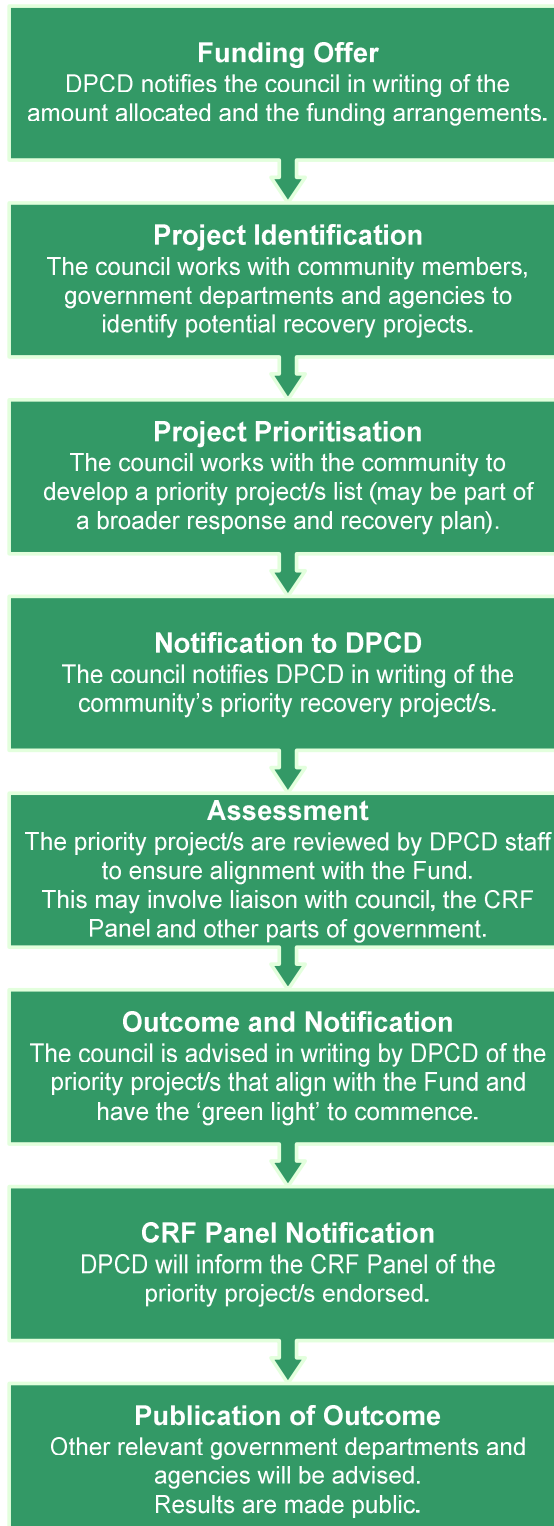 Funding Offer
DPCD notifies the council in writing of the
amount allocated and the funding arrangements.
Project Identification
The council works with community members,
government departments and agencies to
identify potential recovery projects.
Project Prioritisation
The council works with the community to
develop a priority project/s list (may be part of
a broader response and recovery plan).
Notification to DPCD
The council notifies DPCD in writing of the
community’s priority recovery project/s.
Assessment
The priority project/s are reviewed by DPCD staff
to ensure alignment with the Fund.
This may involve liaison with council, the CRF
Panel and other parts of government.
Outcome and Notification
The council is advised in writing by DPCD of the
priority project/s that align with the Fund and
have the ‘green light’ to commence.
CRF Panel Notification
DPCD will inform the CRF Panel of the
priority project/s endorsed.
Publication of Outcome
Other relevant government departments and
agencies will be advised.
Results are made public.